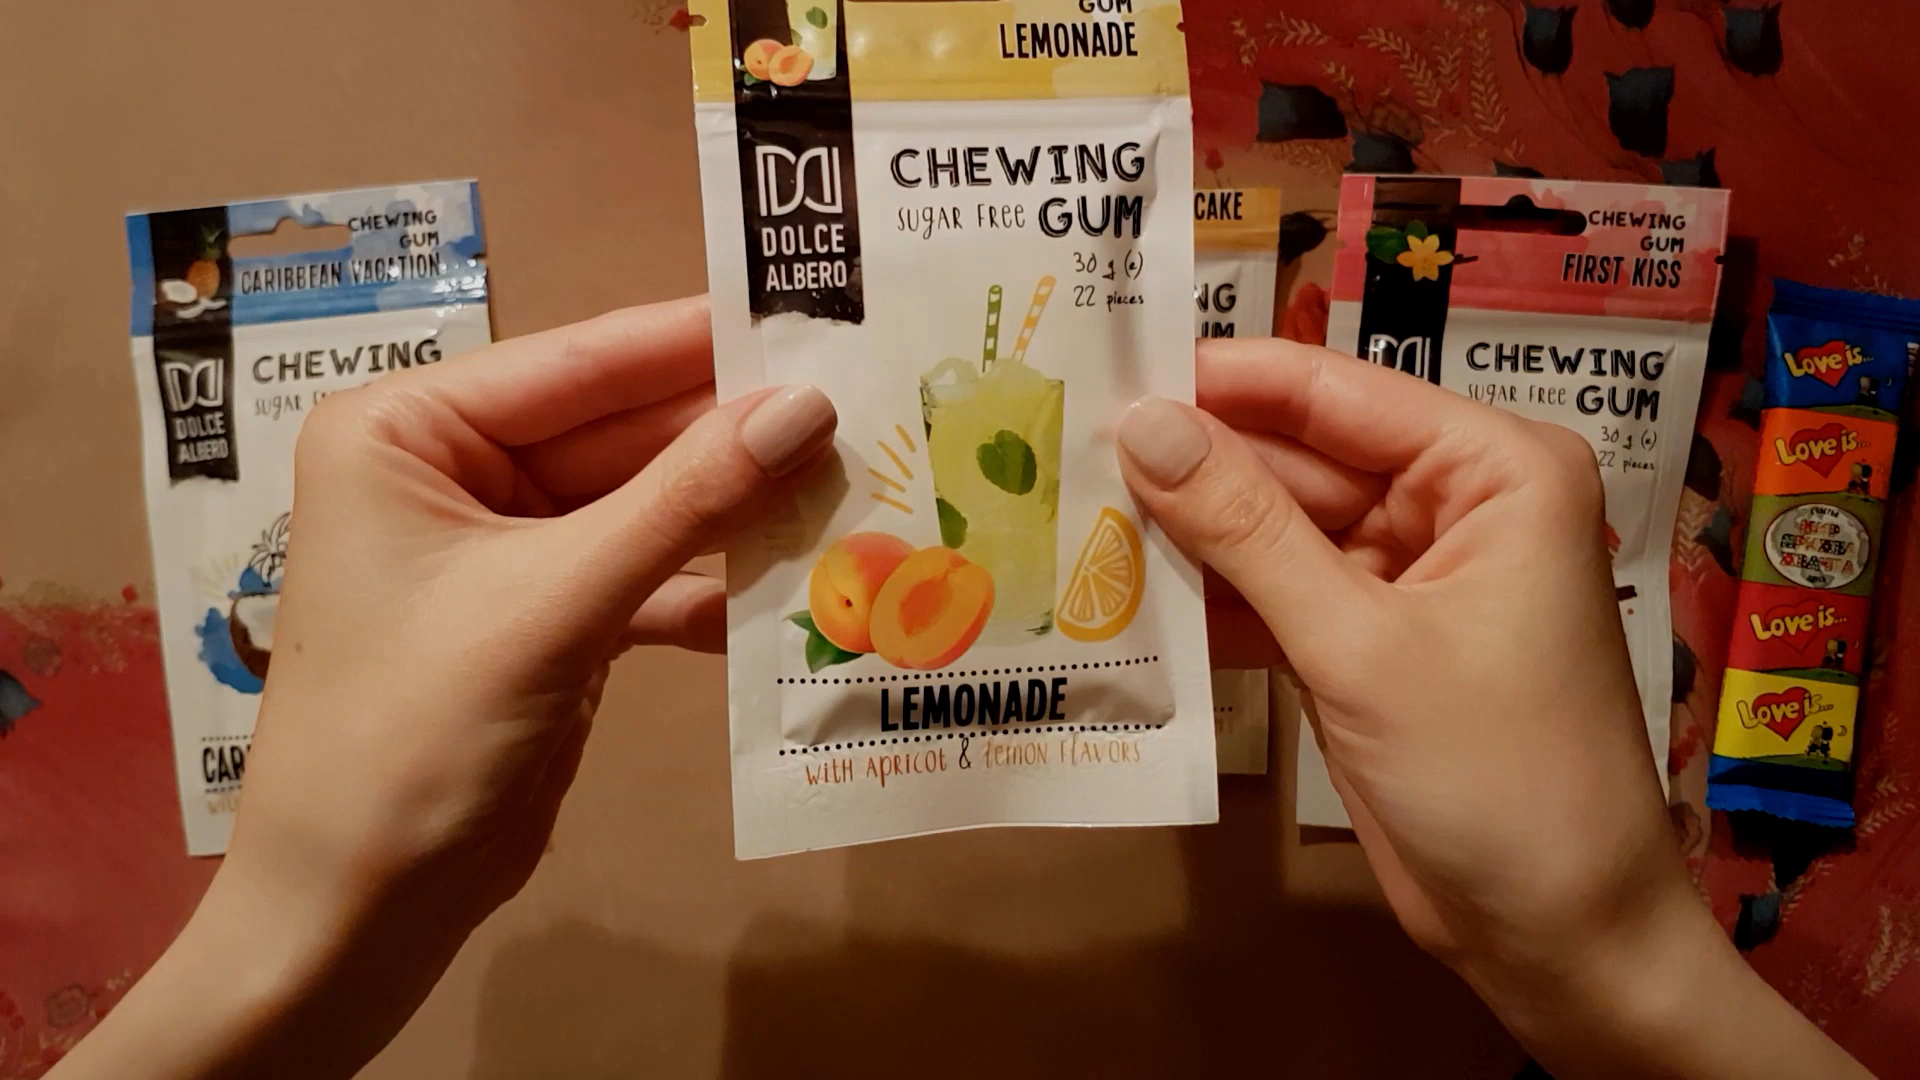 GUM
LEMONADE
CHEWING
SUGAR FREE GUM
30 g (e)
22 pieces
DOLCE
ALBERO
LEMONADE
WITH APRICOT & LEMON FLAVORS
CHEWING
GUM
CARIBBEAN VACATION
CHEWING
SUGAR
DOLCE
ALBERO
CAKE
CHEWING
GUM
FIRST KISS
CHEWING
SUGAR FREE GUM
30 g (e)
22 pieces
Love is...
Love is...
Love is...
Love is...